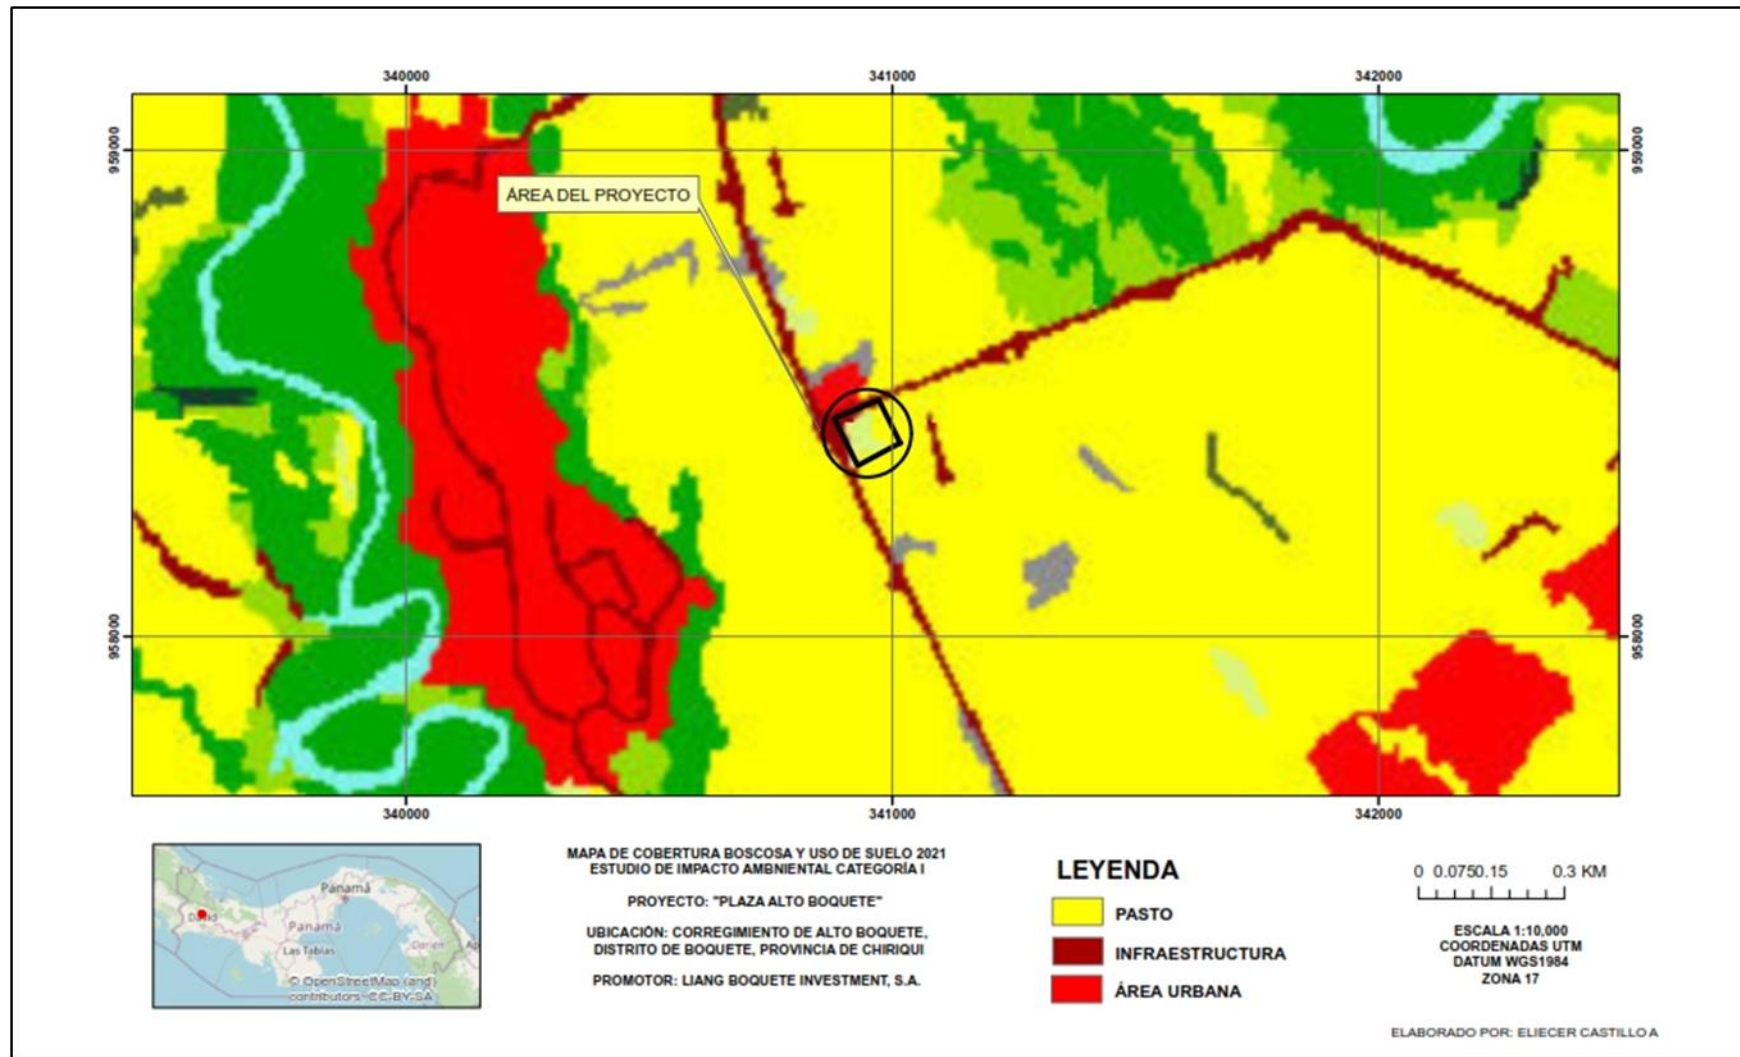 340000 341000 342000
959000 959000
ÁREA DEL PROYECTO
958000 958000
340000 341000 342000
Panamá
David
Panamá
Las Tablas
Darien
© OpenStreetMap (and)
contributors, CC-BY-SA
MAPA DE COBERTURA BOSCOSA Y USO DE SUELO 2021
ESTUDIO DE IMPACTO AMBNIENTAL CATEGORÍA I
PROYECTO: "PLAZA ALTO BOQUETE"
UBICACIÓN: CORREGIMIENTO DE ALTO BOQUETE,
DISTRITO DE BOQUETE, PROVINCIA DE CHIRIQUI
PROMOTOR: LIANG BOQUETE INVESTMENT, S.A.
LEYENDA
PASTO
INFRAESTRUCTURA
ÁREA URBANA
0 0.0750.15 0.3 KM
ESCALA 1:10,000
COORDENADAS UTM
DATUM WGS1984
ZONA 17
ELABORADO POR: ELIECER CASTILLO A